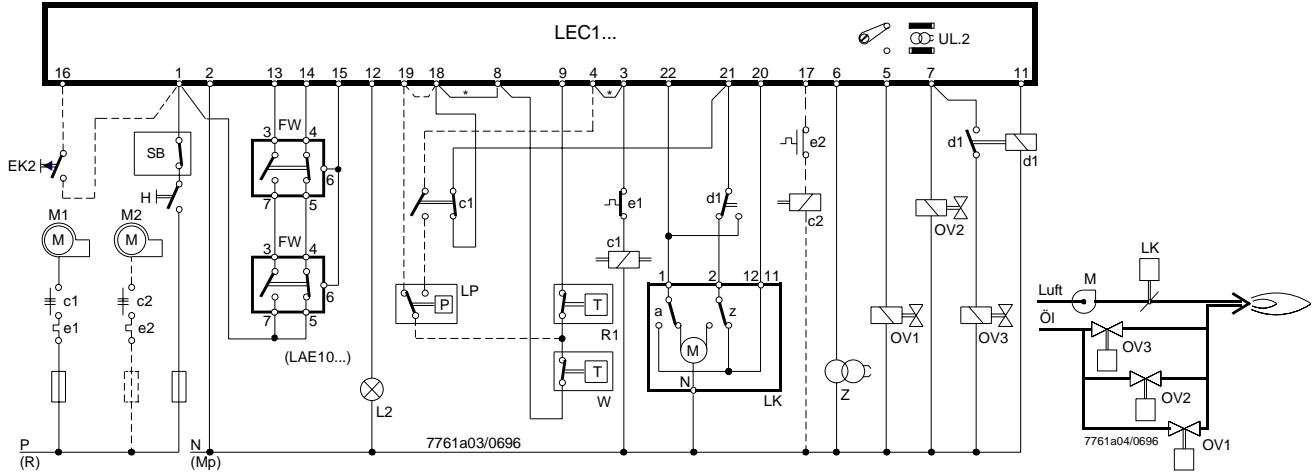 LEC1...
UL.2
16 1 2 13 14 15 12 19 18 8 9 4 3 22 21 20 17 6 5 7 11
* *
3 FW 4
SB
EK2
6
H
7 5
e1
e2
d1
d1
c1
d1
c2
OV2
M1 M2
M M
3 FW 4
6
7 5
c1 c2
e1 e2
(LAE10...)
LP
P
c1
T
R1
T
W
1 2 12 11
a z
M
N
LK
OV1
OV3
Z
L2
P
(R)
N
(Mp)
7761a03/0696
LK
Luft
M
Öl
OV3
OV2
OV1
7761a04/0696